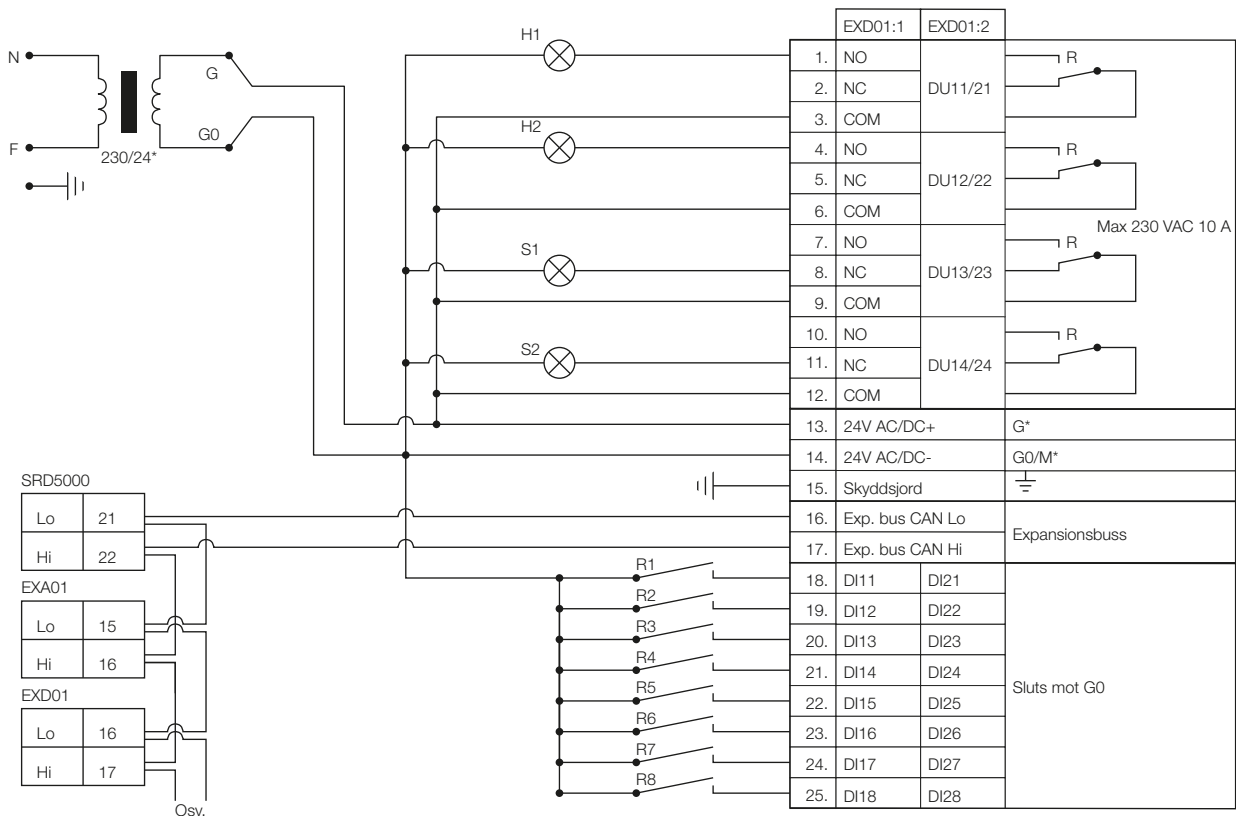 EXD01:1 EXD01:2
H1
N
G
1. NO R
2. NC DU11/21
3. COM
G0
H2
F
230/24*
4. NO R
5. NC DU12/22
6. COM
Max 230 VAC 10 A
7. NO R
S1
8. NC DU13/23
9. COM
10. NO R
S2
11. NC DU14/24
12. COM
13. 24V AC/DC+ G*
14. 24V AC/DC- G0/M*
15. Skyddsjord
SRD5000
Lo 21
Hi 22
16. Exp. bus CAN Lo
Expansionsbuss
17. Exp. bus CAN Hi
EXA01
Lo 15
Hi 16
EXD01
Lo 16
Hi 17
Osv.
R1
18. DI11 DI21
R2
19. DI12 DI22
R3
20. DI13 DI23
R4
21. DI14 DI24
Sluts mot G0
R5
22. DI15 DI25
R6
23. DI16 DI26
R7
24. DI17 DI27
R8
25. DI18 DI28